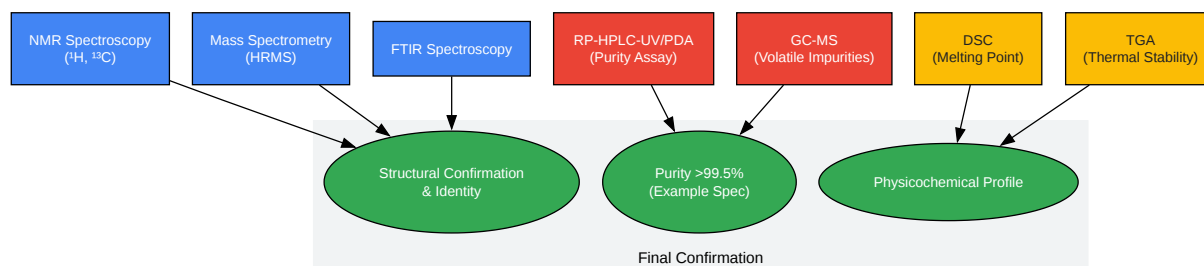 NMR Spectroscopy
(¹H, ¹³C)
Mass Spectrometry
(HRMS)
FTIR Spectroscopy
RP-HPLC-UV/PDA
(Purity Assay)
GC-MS
(Volatile Impurities)
DSC
(Melting Point)
TGA
(Thermal Stability)
Structural Confirmation
& Identity
Purity >99.5%
(Example Spec)
Physicochemical Profile
Final Confirmation